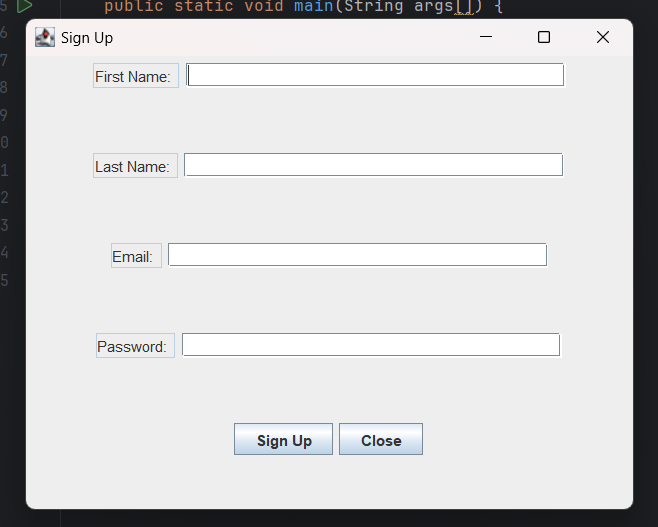 5 public static void main(String args[]) {
6
Sign Up
7
First Name:
8
9
0
1
Last Name:
2
3
Email:
4
5
Password:
Sign Up Close